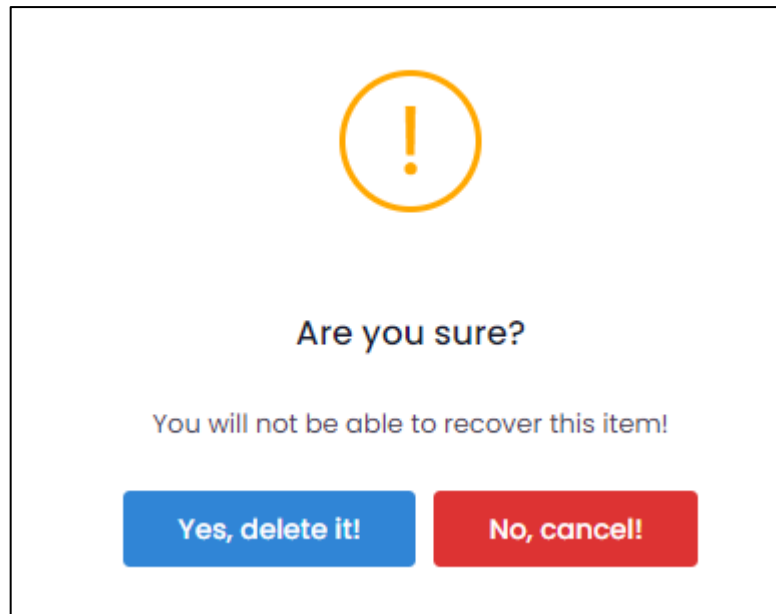 !
Are you sure?
You will not be able to recover this item!
Yes, delete it! No, cancel!